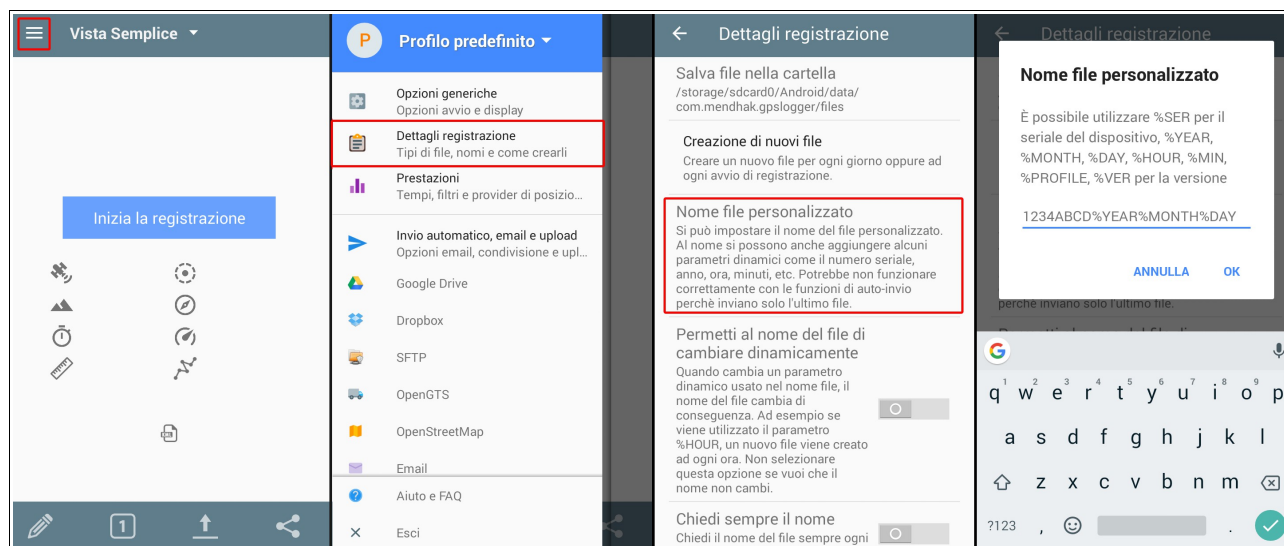 Vista Semplice
Inizia la registrazione
1
P
Profilo predefinito
Opzioni generiche
Opzioni avvio e display
Dettagli registrazione
Tipi di file, nomi e come crearli
Prestazioni
Tempi, filtri e provider di posizio...
Invio automatico, email e upload
Opzioni email, condivisione e upl...
Google Drive
Dropbox
SFTP
OpenGTS
OpenStreetMap
Email
Aiuto e FAQ
Esci
Dettagli registrazione
Salva file nella cartella
/storage/sdcard0/Android/data/
com.mendhak.gpslogger/files
Creazione di nuovi file
Creare un nuovo file per ogni giorno oppure ad
ogni avvio di registrazione.
Nome file personalizzato
Si può impostare il nome del file personalizzato.
Al nome si possono anche aggiungere alcuni
parametri dinamici come il numero seriale,
anno, ora, minuti, etc. Potrebbe non funzionare
correttamente con le funzioni di auto-invio
perchè inviano solo l'ultimo file.
Permetti al nome del file di
cambiare dinamicamente
Quando cambia un parametro
dinamico usato nel nome file, il
nome del file cambia di
conseguenza. Ad esempio se
viene utilizzato il parametro
%HOUR, un nuovo file viene creato
ad ogni ora. Non selezionare
questa opzione se vuoi che il
nome non cambi.
Chiedi sempre il nome
Chiedi il nome del file sempre ogni
Dettagli registrazione
Nome file personalizzato
È possibile utilizzare %SER per il
seriale del dispositivo, %YEAR,
%MONTH, %DAY, %HOUR, %MIN,
%PROFILE, %VER per la versione
1234ABCD%YEAR%MONTH%DAY
ANNULLA OK
perchè inviano solo l'ultimo file.
G
q 1 w 2 e 3 r 4 t 5 y 6 u 7 i 8 o 9 p
a s d f g h j k l
z x c v b n m
?123 , .